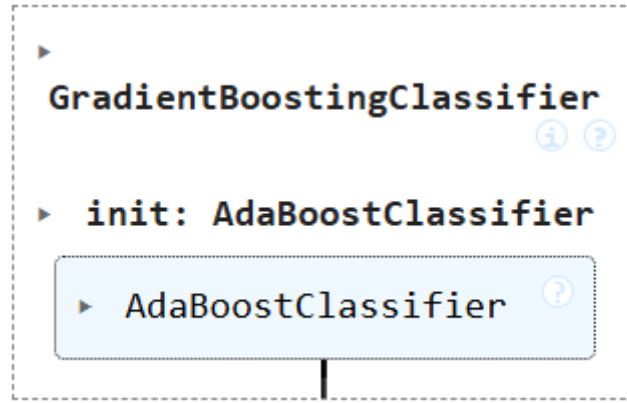 GradientBoostingClassifier
i ?
init: AdaBoostClassifier
AdaBoostClassifier ?